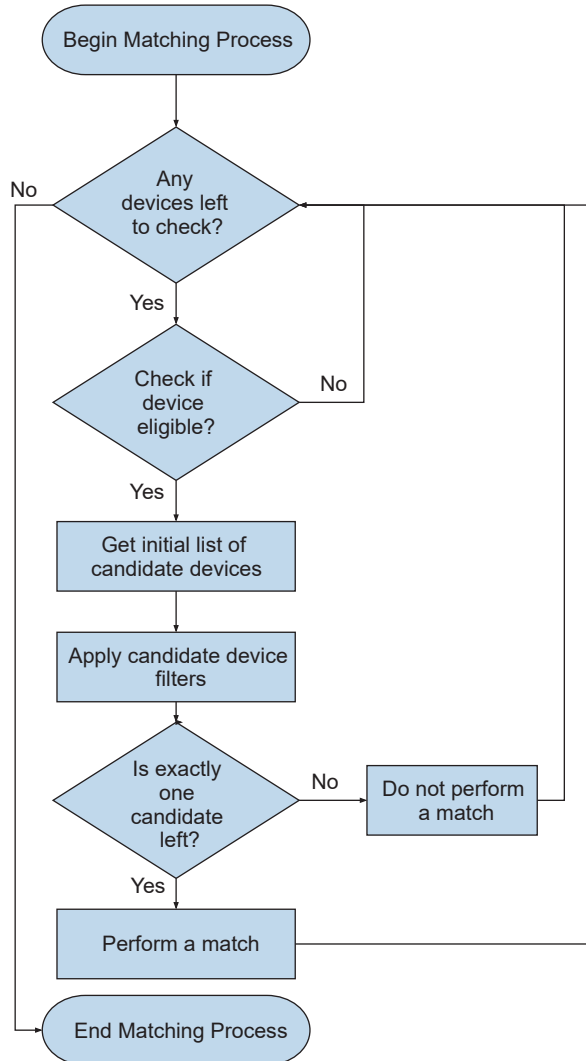 Begin Matching Process
Any
devices left
to check?
No
Yes
Check if
device
eligible?
No
Yes
Get initial list of
candidate devices
Apply candidate device
filters
Is exactly
one
candidate
left?
No
Do not perform
a match
Yes
Perform a match
End Matching Process